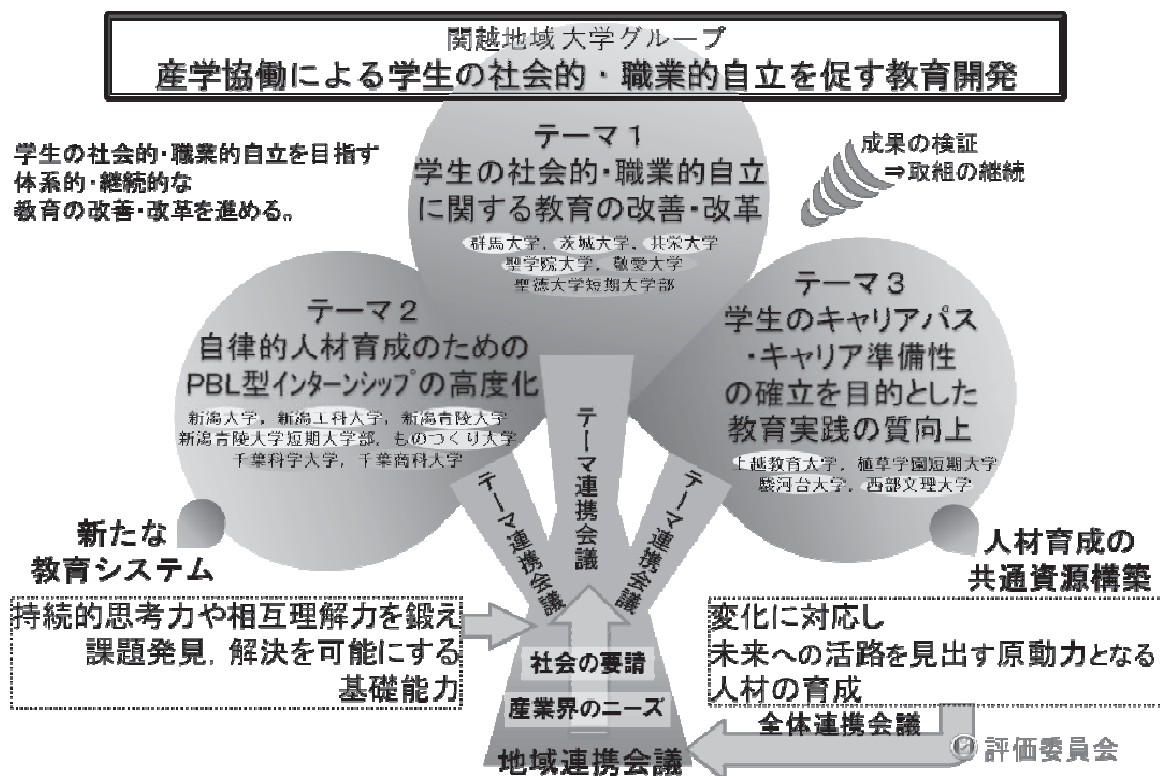 関越地域 大学グループ
産学協働による学生の社会的・職業的自立を促す教育開発
学生の社会的・職業的自立を目指す
体系的・継続的な
教育の改善・改革を進める。
テーマ１
学生の社会的・職業的自立
に関する教育の改善・改革
群馬大学，茨城大学，共栄大学
聖学院大学，敬愛大学
聖徳大学短期大学部
成果の検証
⇒取組の継続
テーマ２
自律的人材育成のための
PBL型インターンシップの高度化
新潟大学，新潟工科大学，新潟青陵大学
新潟青陵大学短期大学部，ものつくり大学
千葉科学大学，千葉商科大学
テーマ３
学生のキャリアパス
・キャリア準備性
の確立を目的とした
教育実践の質向上
上越教育大学，植草学園短期大学
駿河台大学，西部文理大学
テーマ連携会議
テーマ連携会議
テーマ連携会議
新たな
教育システム
人材育成の
共通資源構築
持続的思考力や相互理解力を鍛え
課題発見，解決を可能にする
基礎能力
変化に対応し
未来への活路を見出す原動力となる
人材の育成
社会の要請
産業界のニーズ
地域連携会議
全体連携会議
評価委員会